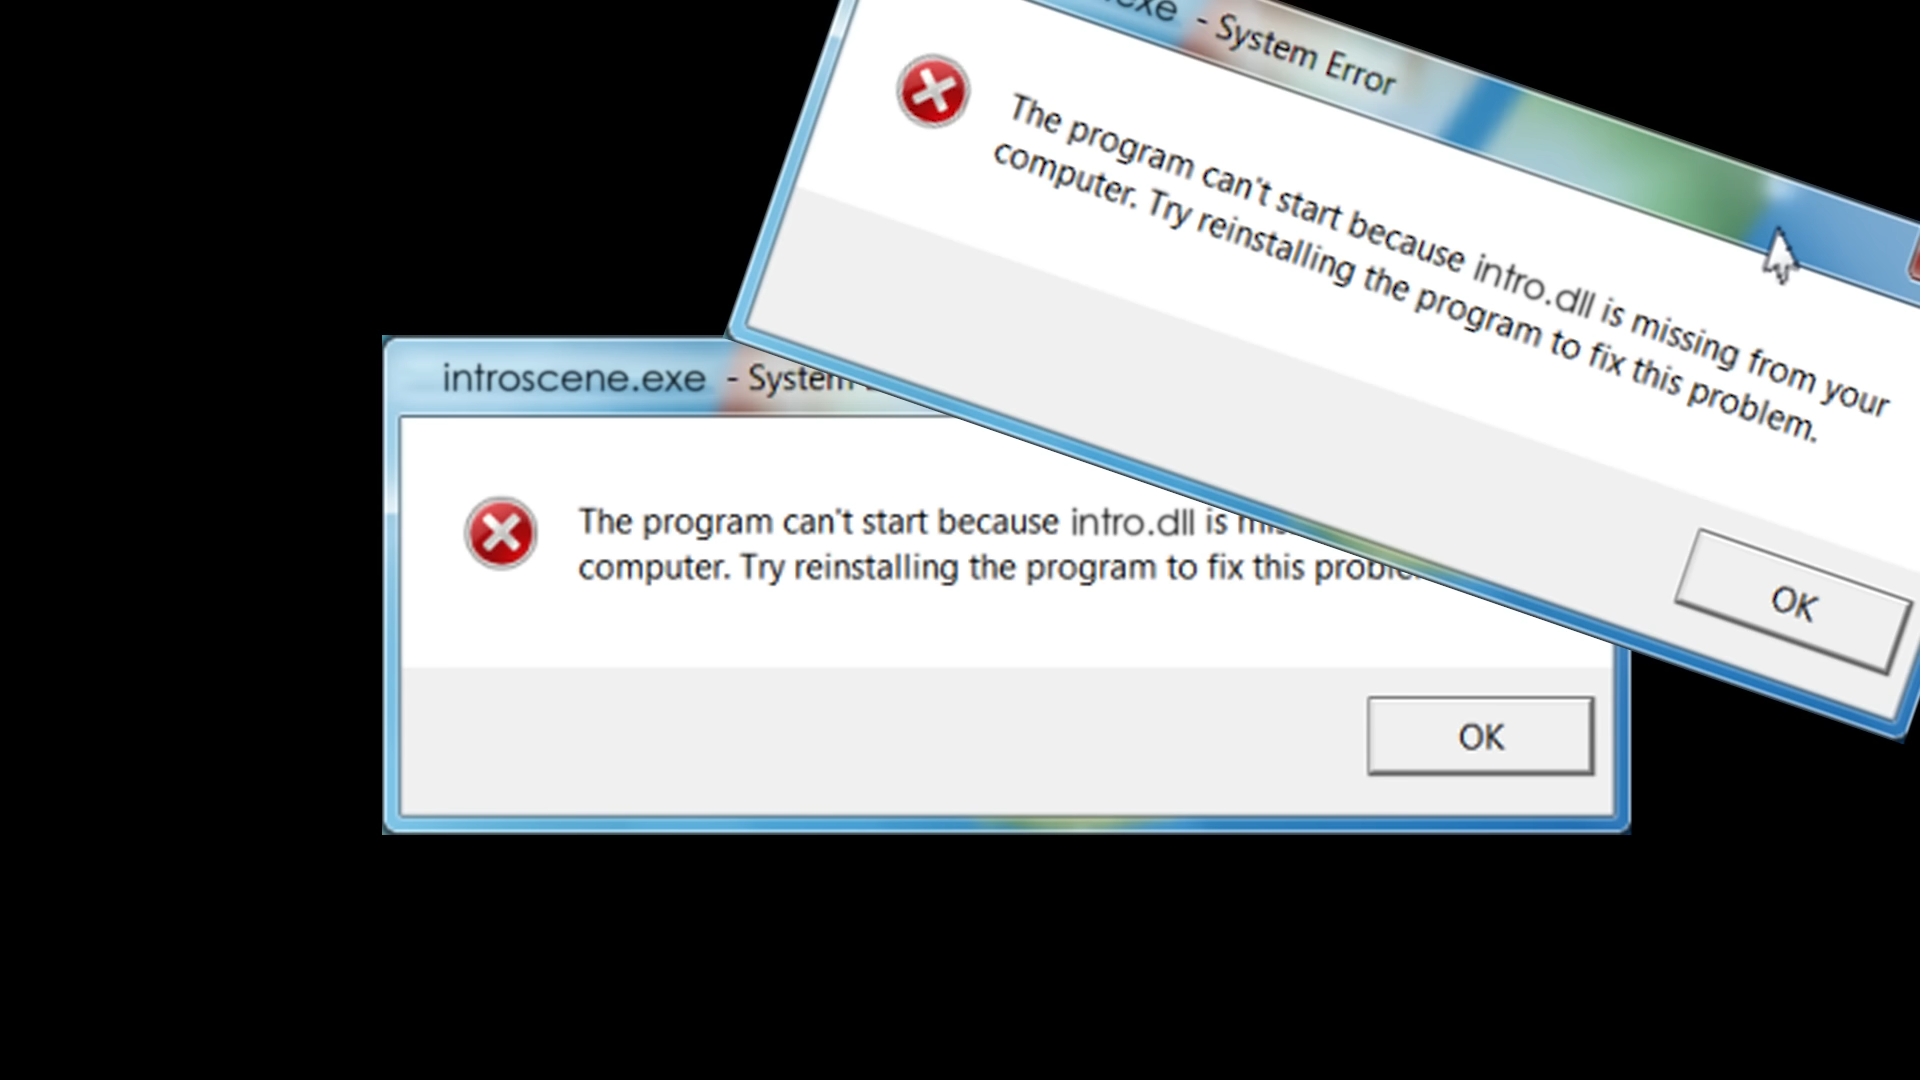 .exe - System Error
The program can't start because intro.dll is missing from your
computer. Try reinstalling the program to fix this problem.
OK
introscene.exe - System
The program can't start because intro.dll is
computer. Try reinstalling the program to fix this
OK